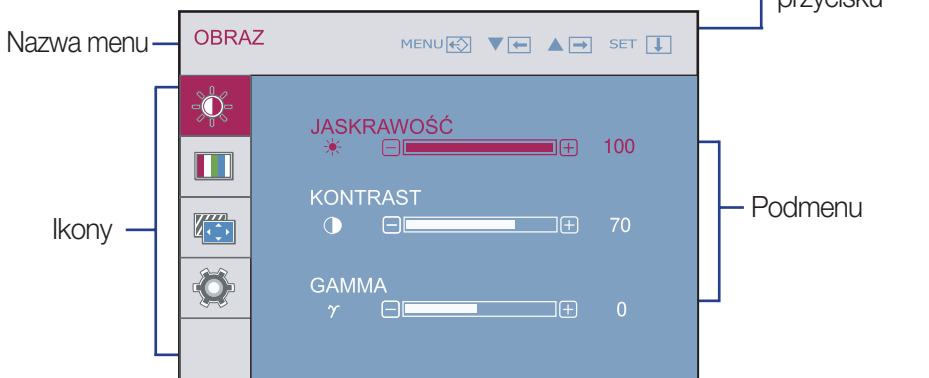 przycisku
Nazwa menu
OBRAZ
MENU SET
JASKRAWOŚĆ
100
KONTRAST
70
GAMMA
γ 0
Ikony
Podmenu